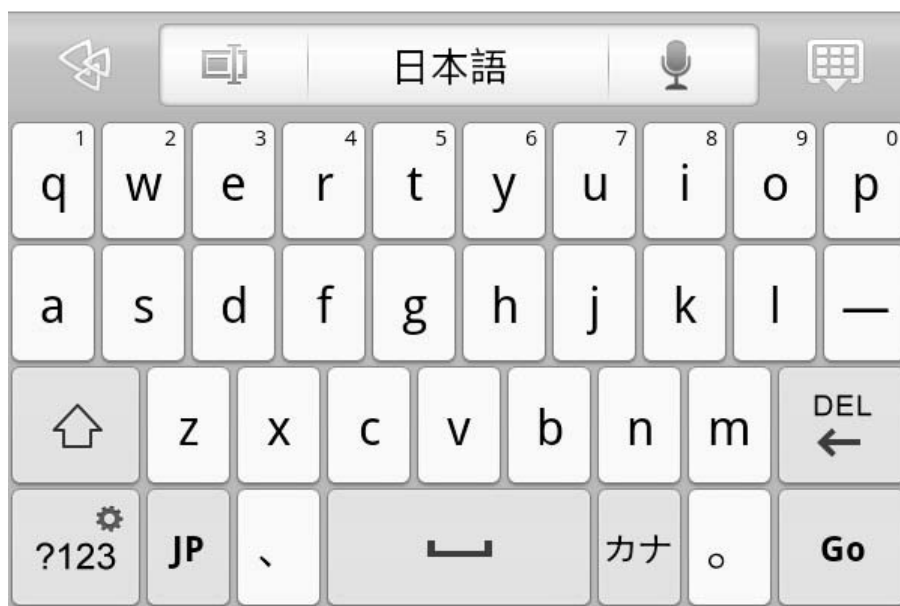 日本語
1 2 3 4 5 6 7 8 9 0
q w e r t y u i o p
a s d f g h j k l ー
z x c v b n m DEL
?123 JP 、 カナ 。 Go